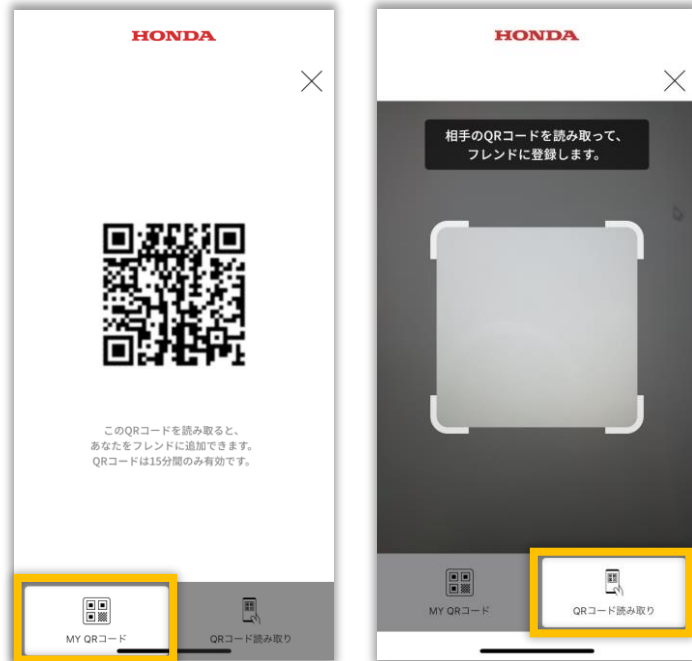 HONDA
このQRコードを読み取ると、
あなたをフレンドに追加できます。
QRコードは15分間のみ有効です。
MY QRコード
QRコード読み取り
HONDA
相手のQRコードを読み取って、
フレンドに登録します。
MY QRコード
QRコード読み取り